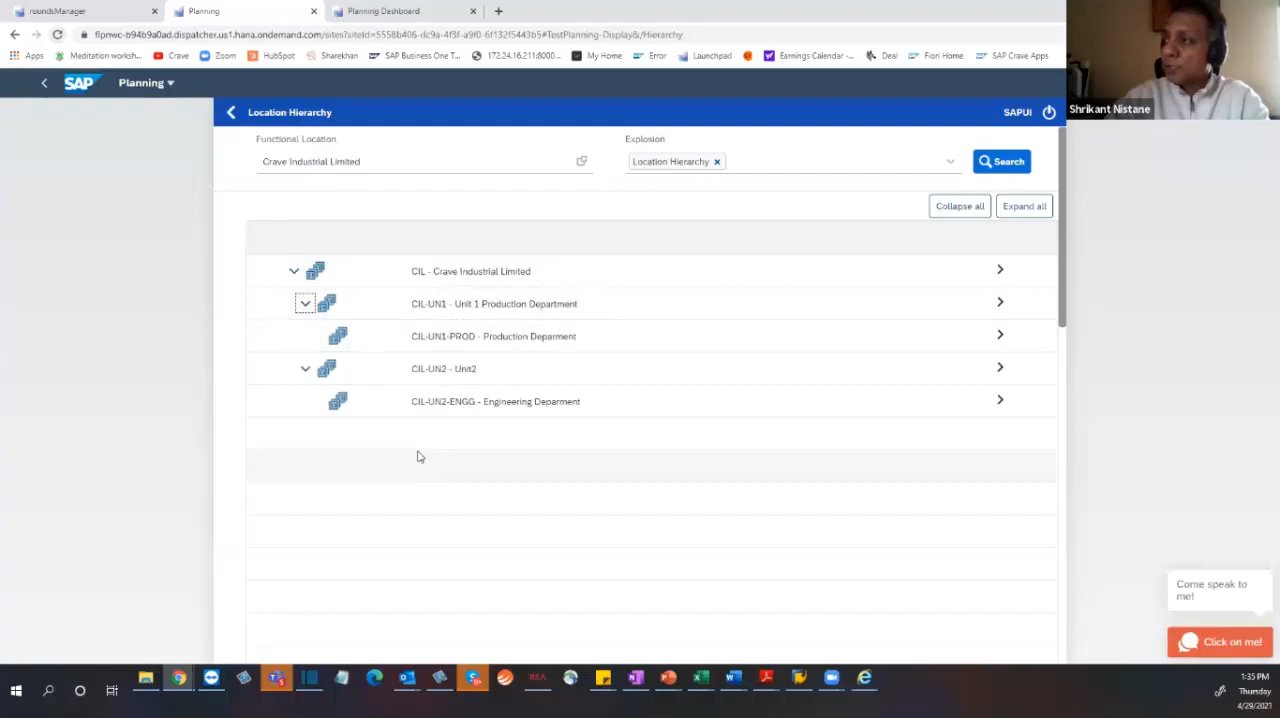 roundsManager
Planning
Planning Dashboard
flpnwc-b94b9a0ad.dispatcher.us1.hana.ondemand.com/sites?siteId=5558b406-dc9a-4f3f-a9f0-6f132f5443b5#TestPlanning-Display&/Hierarchy
Apps
Meditation worksh...
Crave
Zoom
HubSpot
Sharekhan
SAP Business One T...
172.24.16.211:8000...
My Home
Error
Launchpad
Earnings Calendar-...
Deal
Fiori Home
SAP Crave Apps
Shrikant Nistane
SAP
Planning
Location Hierarchy
SAPUI
Functional Location
Explosion
Crave Industrial Limited
Location Hierarchy
Search
Collapse all
Expand all
CIL - Crave Industrial Limited
CIL-UN1 - Unit 1 Production Department
CIL-UN1-PROD - Production Deparment
CIL-UN2 - Unit2
CIL-UN2-ENGG - Engineering Deparment
Come speak to
me!
Click on me!
RSA
1:35 PM
Thursday
4/29/2021